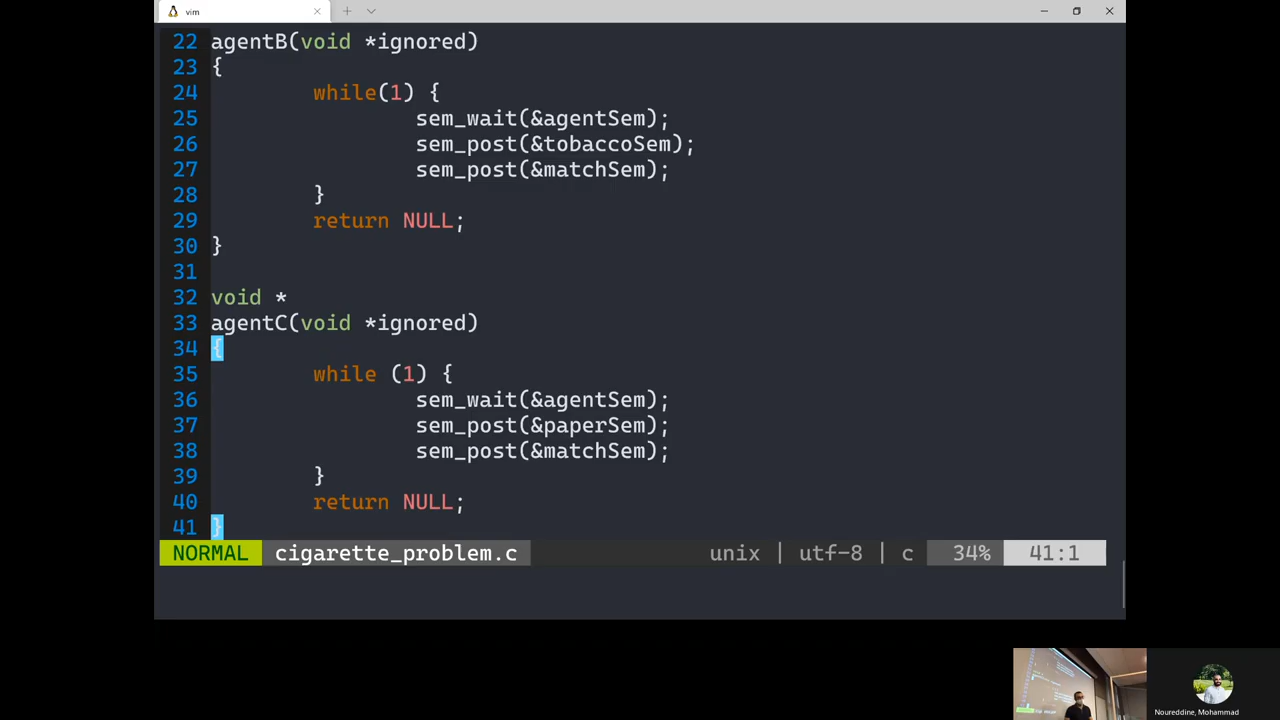 vim
22 agentB(void *ignored)
23 {
24 while(1) {
25 sem_wait(&agentSem);
26 sem_post(&tobaccoSem);
27 sem_post(&matchSem);
28 }
29 return NULL;
30 }
31
32 void *
33 agentC(void *ignored)
34 {
35 while (1) {
36 sem_wait(&agentSem);
37 sem_post(&paperSem);
38 sem_post(&matchSem);
39 }
40 return NULL;
41 }
NORMAL cigarette_problem.c unix | utf-8 | c 34% 41:1
Noureddine, Mohammad